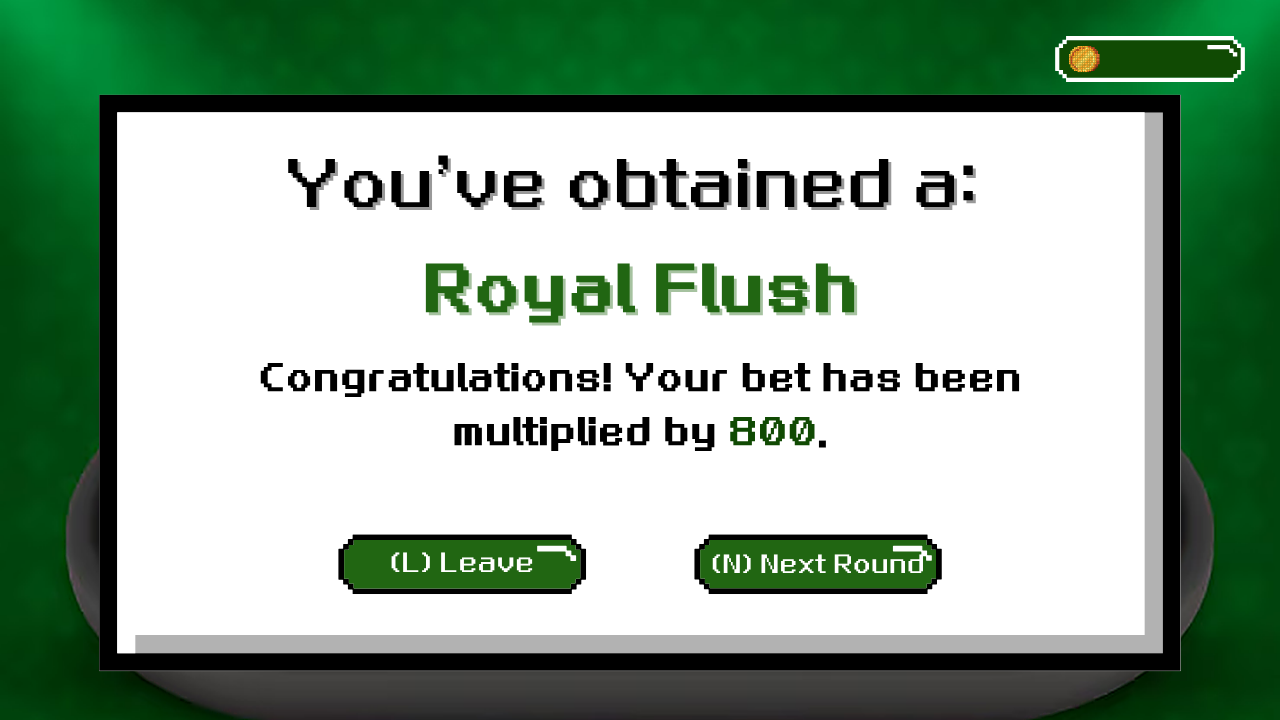 You've obtained a:
Royal Flush
Congratulations! Your bet has been
multiplied by 800.
(L) Leave
(N) Next Round